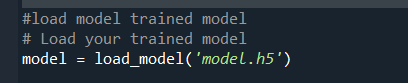 #load model trained model
# Load your trained model
model = load_model('model.h5')